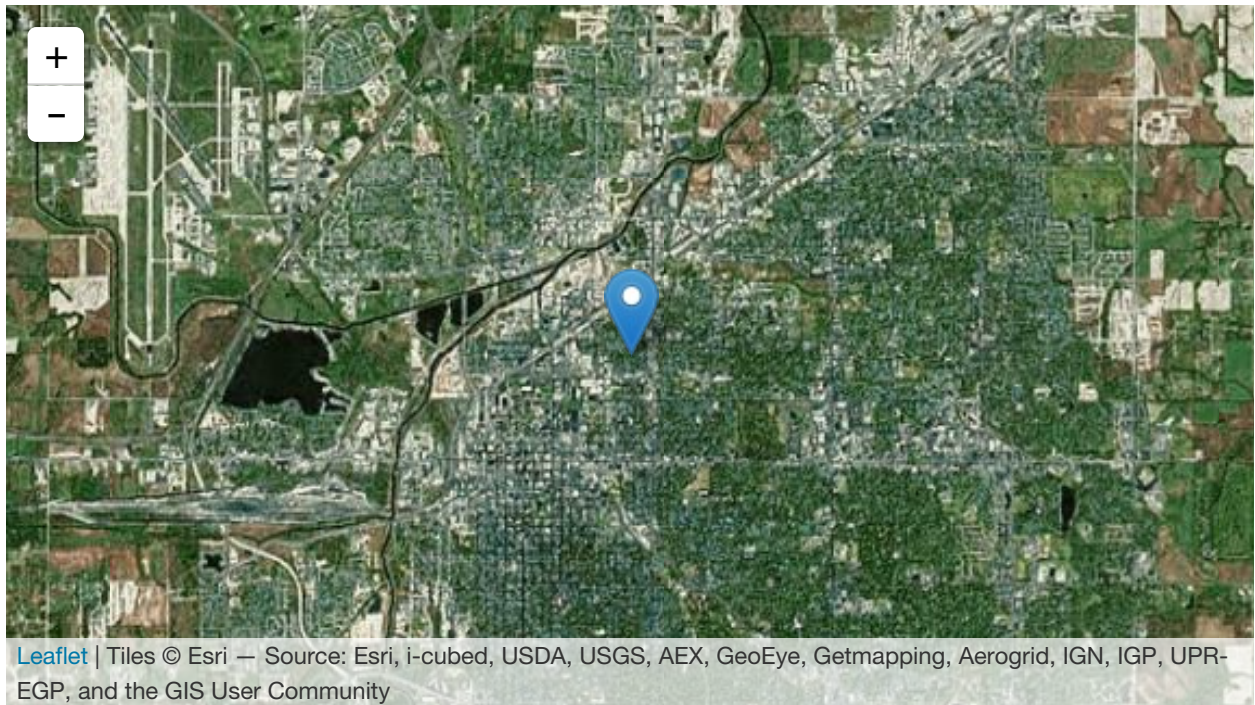 +
-
Leaflet | Tiles © Esri — Source: Esri, i-cubed, USDA, USGS, AEX, GeoEye, Getmapping, Aerogrid, IGN, IGP, UPR-
EGP, and the GIS User Community